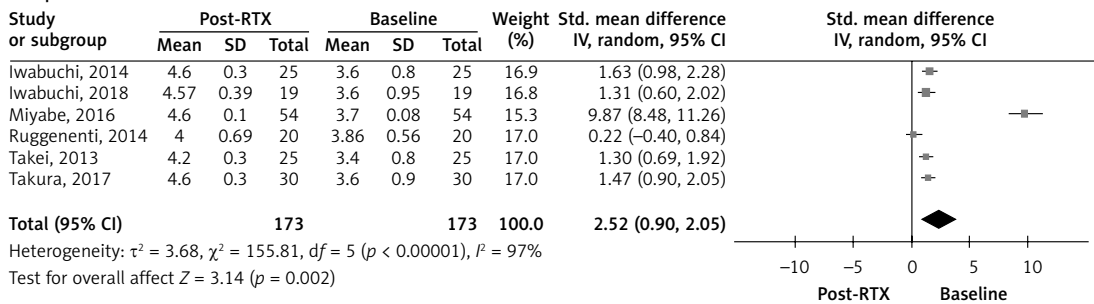 Study Post-RTX Baseline Weight Std. mean difference Std. mean difference
or subgroup Mean SD Total Mean SD Total (%) IV, random, 95% CI IV, random, 95% CI
Iwabuchi, 2014 4.6 0.3 25 3.6 0.8 25 16.9 1.63 (0.98, 2.28)
Iwabuchi, 2018 4.57 0.39 19 3.6 0.95 19 16.8 1.31 (0.60, 2.02)
Miyabe, 2016 4.6 0.1 54 3.7 0.08 54 15.3 9.87 (8.48, 11.26)
Ruggenenti, 2014 4 0.69 20 3.86 0.56 20 17.0 0.22 (−0.40, 0.84)
Takei, 2013 4.2 0.3 25 3.4 0.8 25 17.0 1.30 (0.69, 1.92)
Takura, 2017 4.6 0.3 30 3.6 0.9 30 17.0 1.47 (0.90, 2.05)
Total (95% CI) 173 173 100.0 2.52 (0.90, 2.05)
Heterogeneity: τ² = 3.68, χ² = 155.81, df = 5 (p < 0.00001), I² = 97%
Test for overall affect Z = 3.14 (p = 0.002)
−10 −5 0 5 10
Post-RTX Baseline